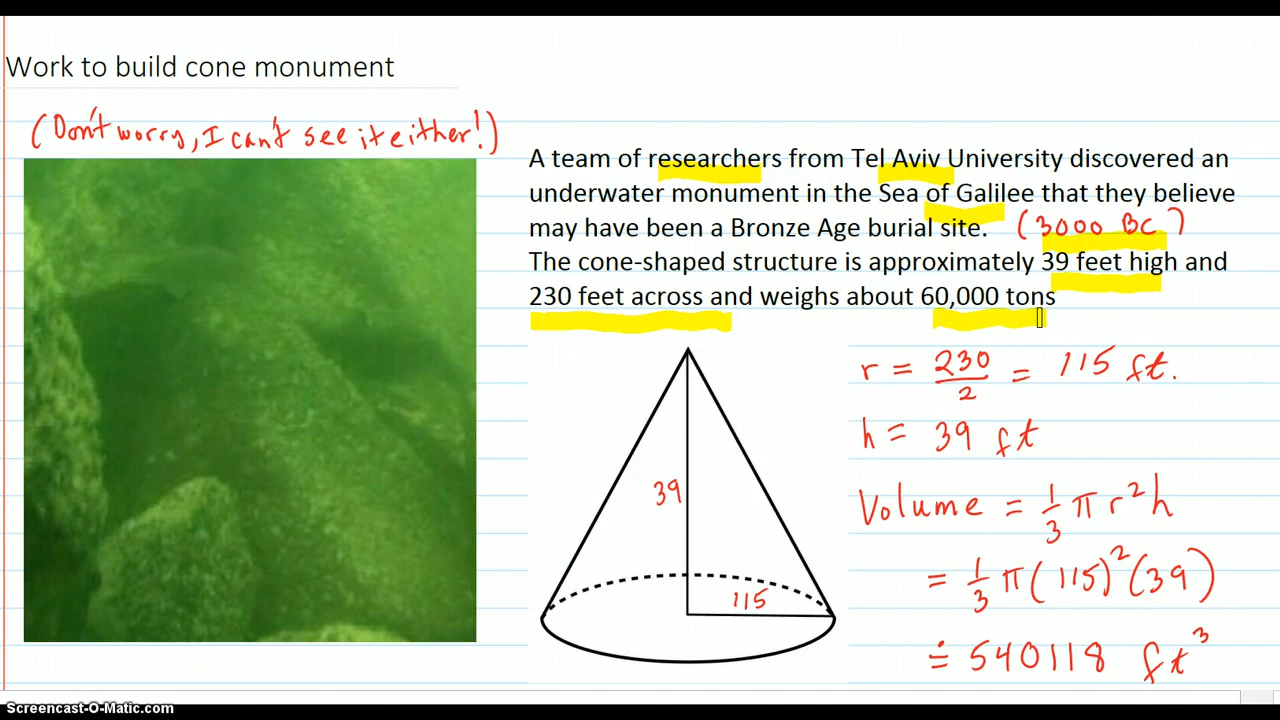 Work to build cone monument
(Don't worry, I can't see it either!)
A team of researchers from Tel Aviv University discovered an
underwater monument in the Sea of Galilee that they believe
may have been a Bronze Age burial site. (3000 BC)
The cone-shaped structure is approximately 39 feet high and
230 feet across and weighs about 60,000 tons
39
115
r = 230/2 = 115 ft.
h = 39 ft
Volume = 1/3 π r² h
= 1/3 π (115)² (39)
≐ 540118 ft³
Screencast-O-Matic.com